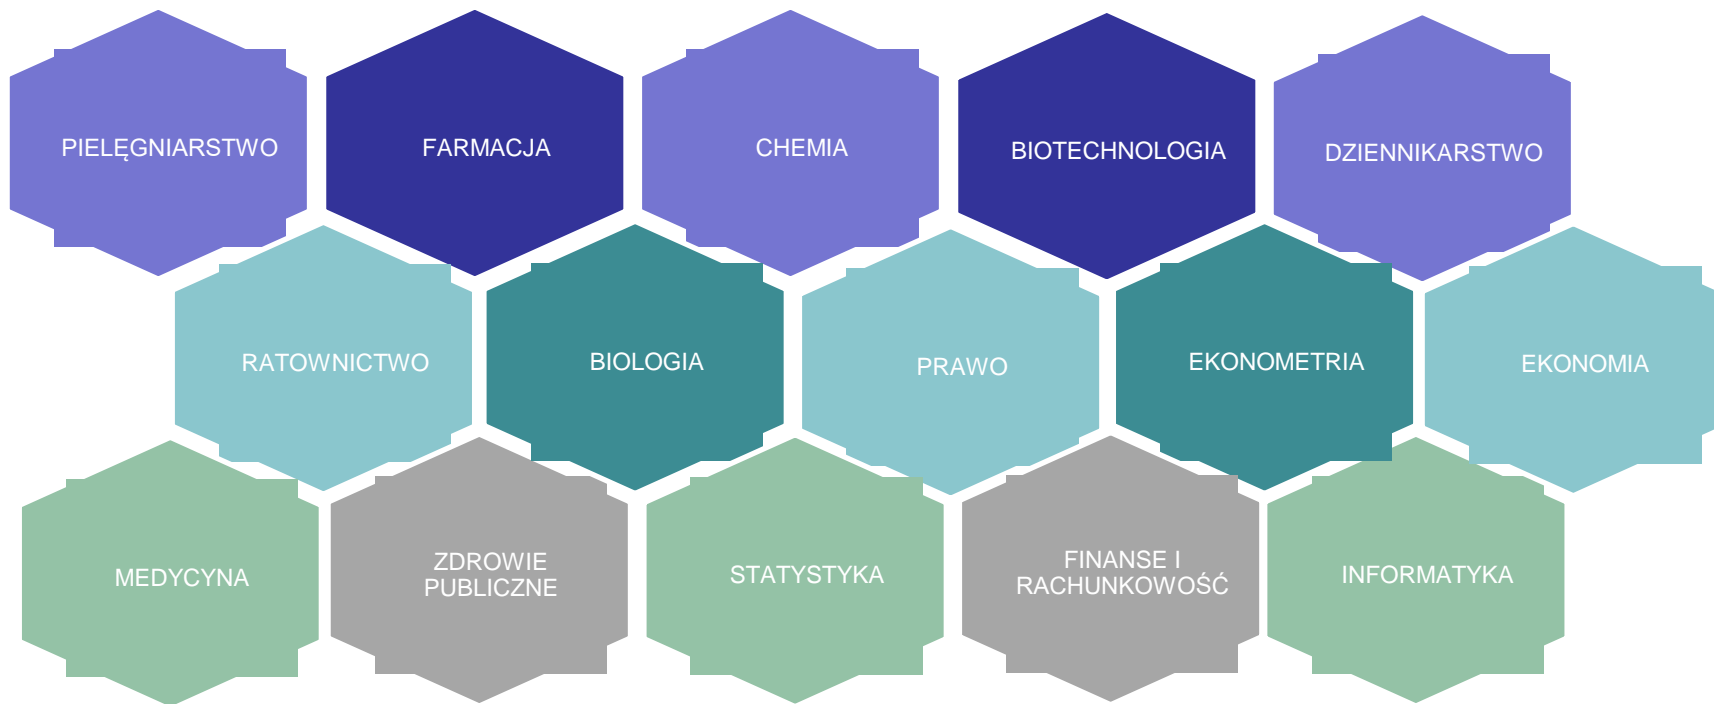 PIELĘGNIARSTWO
FARMACJA
CHEMIA
BIOTECHNOLOGIA
DZIENNIKARSTWO
RATOWNICTWO
BIOLOGIA
PRAWO
EKONOMETRIA
EKONOMIA
MEDYCYNA
ZDROWIE
PUBLICZNE
STATYSTYKA
FINANSE I
RACHUNKOWOŚĆ
INFORMATYKA